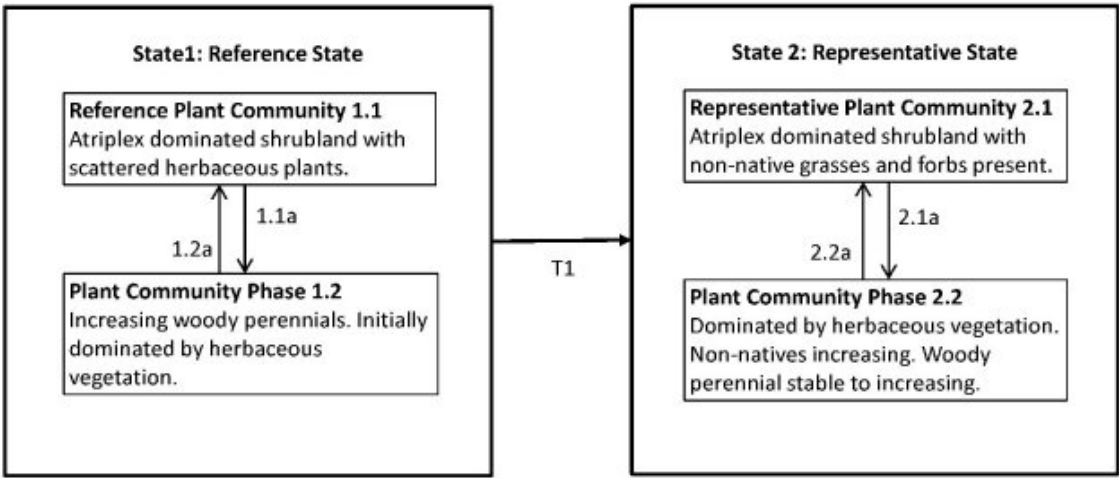 State1: Reference State
Reference Plant Community 1.1
Atriplex dominated shrubland with
scattered herbaceous plants.
1.1a
1.2a
Plant Community Phase 1.2
Increasing woody perennials. Initially
dominated by herbaceous
vegetation.
T1
State 2: Representative State
Representative Plant Community 2.1
Atriplex dominated shrubland with
non-native grasses and forbs present.
2.1a
2.2a
Plant Community Phase 2.2
Dominated by herbaceous vegetation.
Non-natives increasing. Woody
perennial stable to increasing.